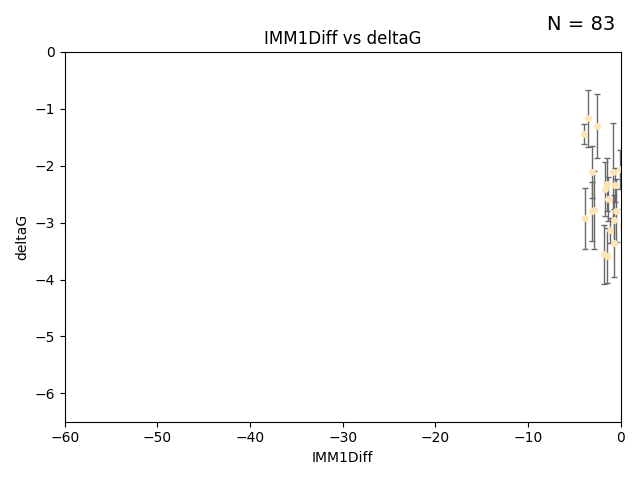 N = 83
IMM1Diff vs deltaG
0
−1
−2
−3
−4
−5
−6
deltaG
−60 −50 −40 −30 −20 −10 0
IMM1Diff